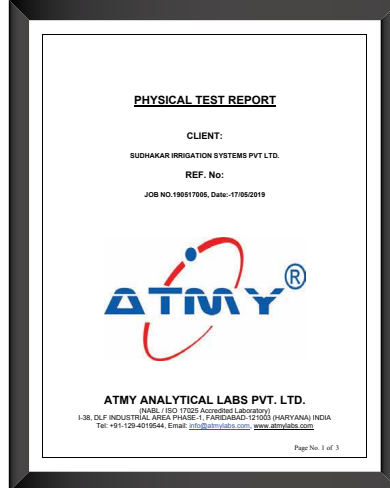 PHYSICAL TEST REPORT
CLIENT:
SUDHAKAR IRRIGATION SYSTEMS PVT LTD.
REF. No:
JOB NO.190517005, Date:-17/05/2019
ATMY®
ATMY ANALYTICAL LABS PVT. LTD.
(NABL / ISO 17025 Accredited Laboratory)
I-38, DLF INDUSTRIAL AREA PHASE-1, FARIDABAD-121003 (HARYANA) INDIA
Tel: +91-129-4019544, Email: info@atmylabs.com, www.atmylabs.com
Page No. 1 of 3